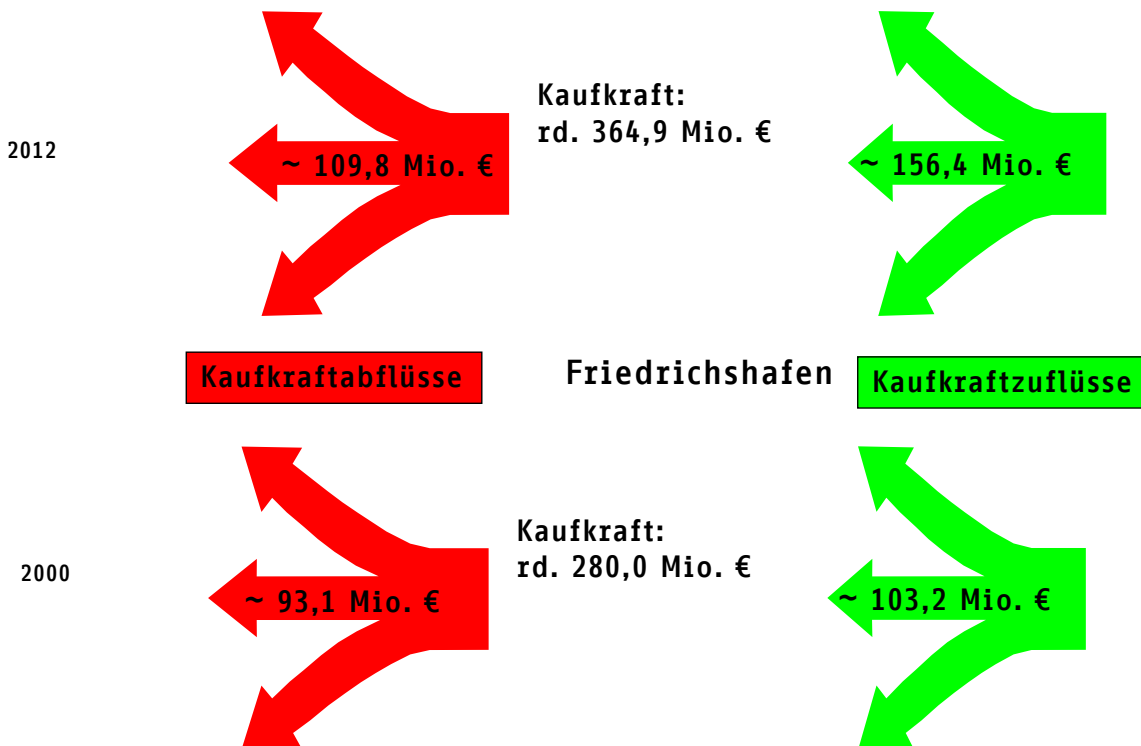 Kaufkraft:
rd. 364,9 Mio. €
2012
~ 109,8 Mio. €
~ 156,4 Mio. €
Kaufkraftabflüsse
Friedrichshafen
Kaufkraftzuflüsse
Kaufkraft:
rd. 280,0 Mio. €
2000
~ 93,1 Mio. €
~ 103,2 Mio. €